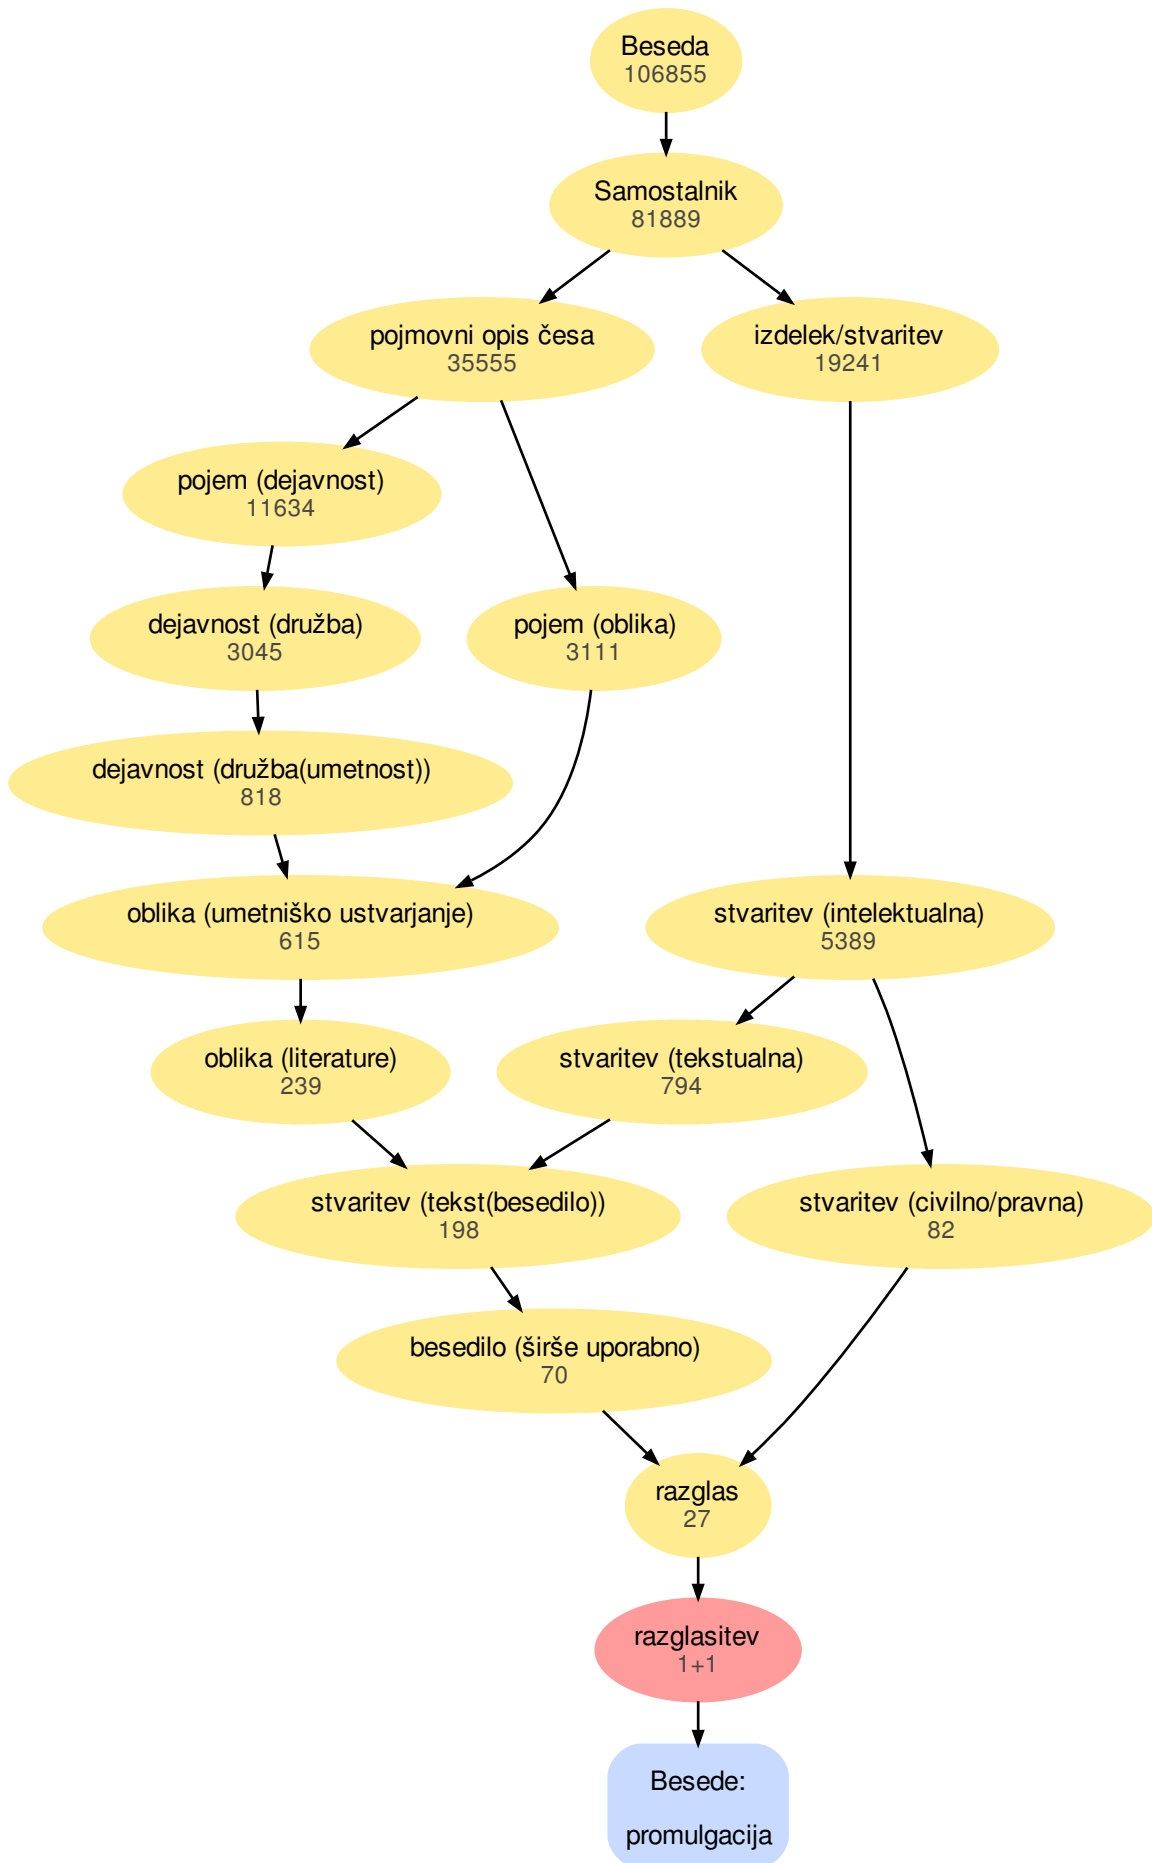 Beseda
106855
Samostalnik
81889
pojmovni opis česa
35555
izdelek/stvaritev
19241
pojem (dejavnost)
11634
dejavnost (družba)
3045
pojem (oblika)
3111
dejavnost (družba(umetnost))
818
oblika (umetniško ustvarjanje)
615
stvaritev (intelektualna)
5389
oblika (literature)
239
stvaritev (tekstualna)
794
stvaritev (tekst(besedilo))
198
stvaritev (civilno/pravna)
82
besedilo (širše uporabno)
70
razglas
27
razglasitev
1+1
Besede:
promulgacija